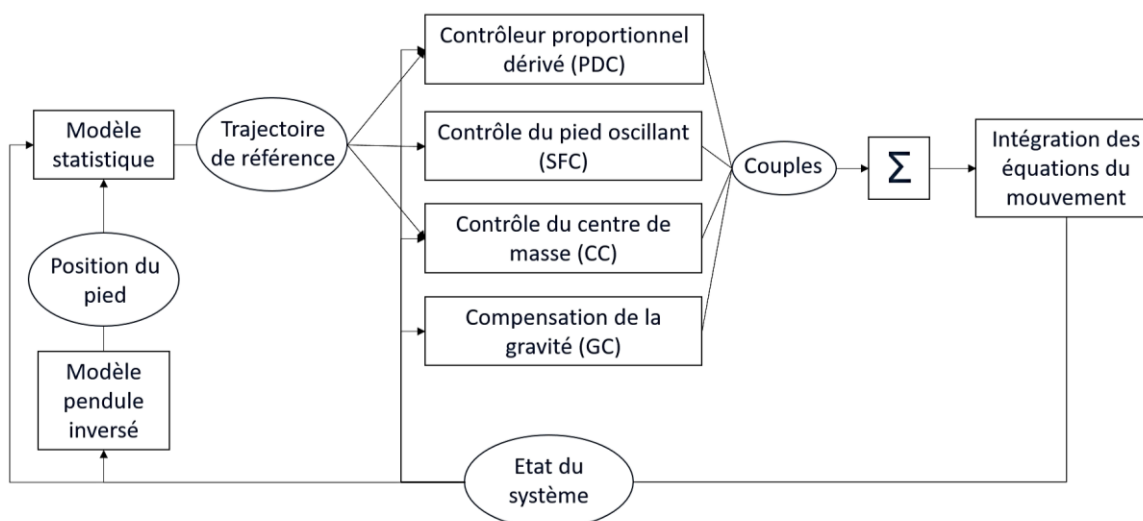 Contrôleur proportionnel
dérivé (PDC)
Modèle
statistique
Trajectoire
de référence
Contrôle du pied oscillant
(SFC)
Couples
Σ
Intégration des
équations du
mouvement
Contrôle du centre de
masse (CC)
Position du
pied
Compensation de la
gravité (GC)
Modèle
pendule
inversé
Etat du
système